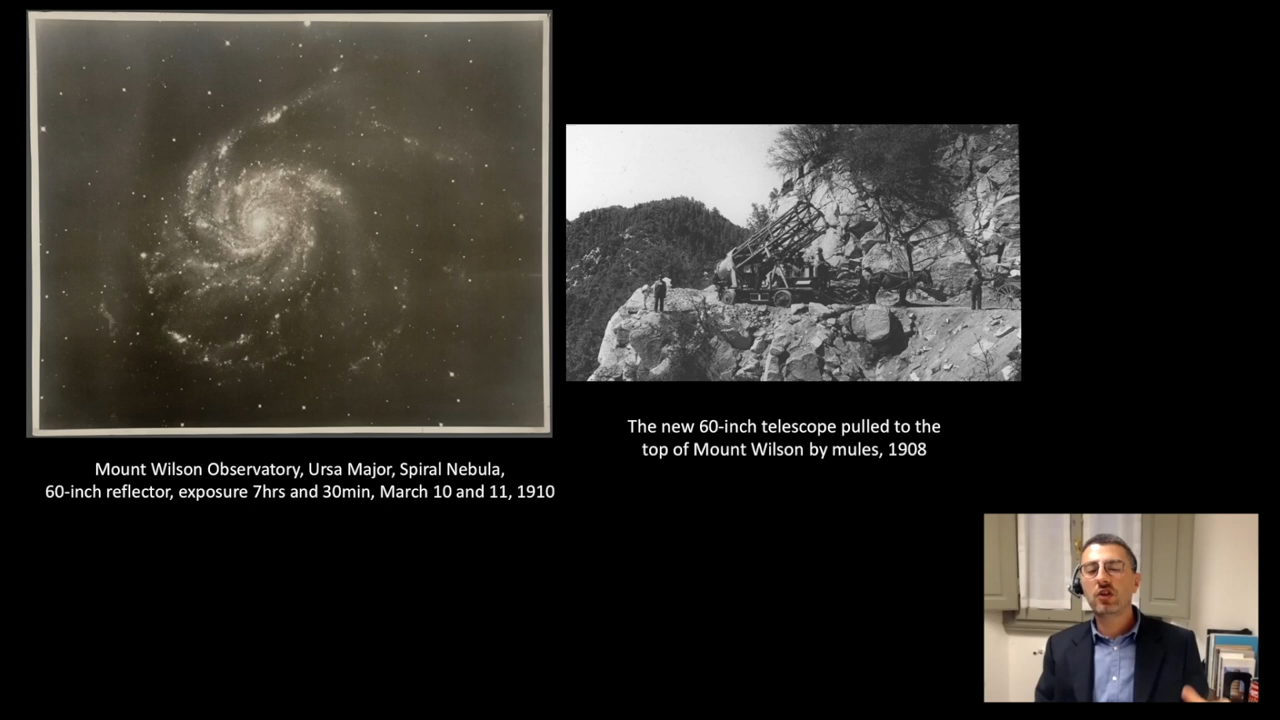 Mount Wilson Observatory, Ursa Major, Spiral Nebula,
60-inch reflector, exposure 7hrs and 30min, March 10 and 11, 1910
The new 60-inch telescope pulled to the
top of Mount Wilson by mules, 1908